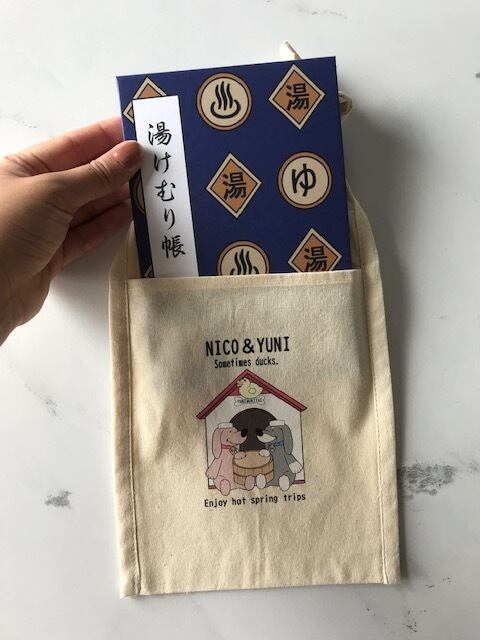 湯
湯けむり帳
湯
ゆ
湯
NICO & YUNI
Sometimes ducks.
Enjoy hot spring trips